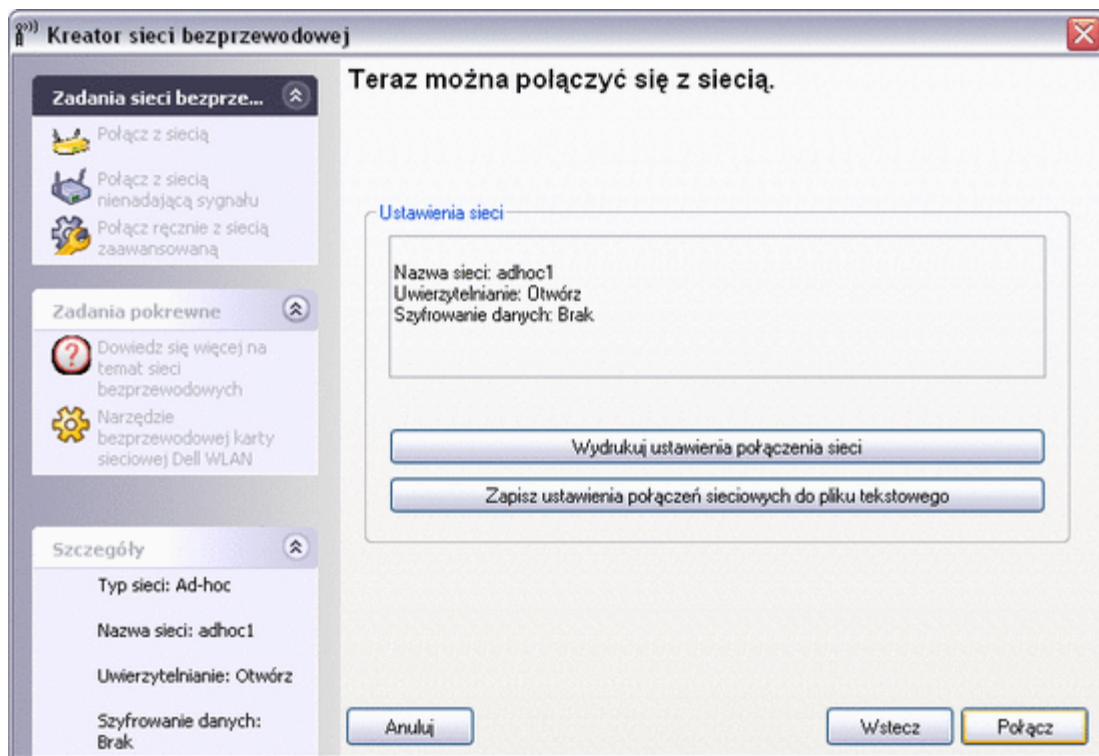 Kreator sieci bezprzewodowej
Zadania sieci bezprze...
Połącz z siecią
Połącz z siecią
nienadającą sygnału
Połącz ręcznie z siecią
zaawansowaną
Zadania pokrewne
Dowiedz się więcej na
temat sieci
bezprzewodowych
Narzędzie
bezprzewodowej karty
sieciowej Dell WLAN
Szczegóły
Typ sieci: Ad-hoc
Nazwa sieci: adhoc1
Uwierzytelnianie: Otwórz
Szyfrowanie danych:
Brak
Teraz można połączyć się z siecią.
Ustawienia sieci
Nazwa sieci: adhoc1
Uwierzytelnianie: Otwórz
Szyfrowanie danych: Brak
Wydrukuj ustawienia połączenia sieci
Zapisz ustawienia połączeń sieciowych do pliku tekstowego
Anuluj
Wstecz
Połącz